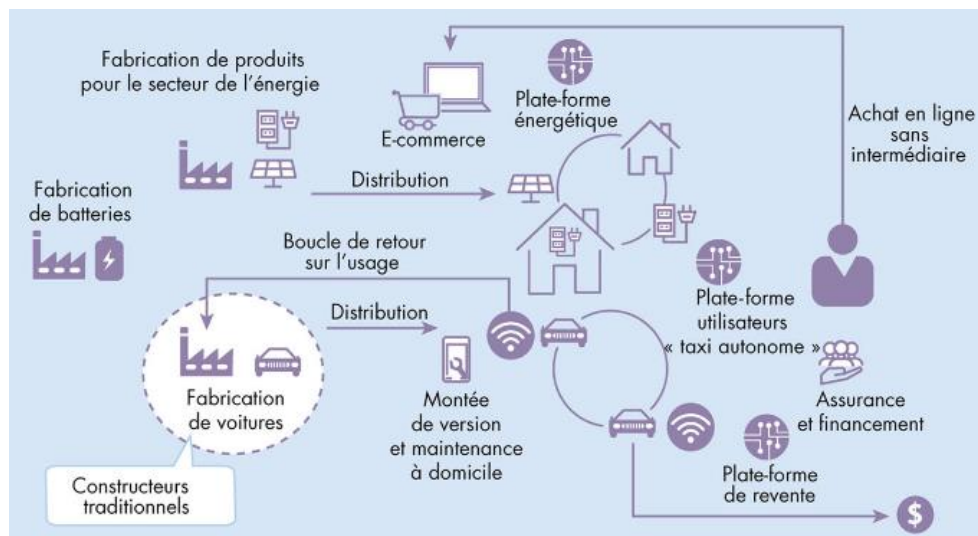 Fabrication de produits
pour le secteur de l'énergie
E-commerce
Plate-forme
énergétique
Achat en ligne
sans
intermédiaire
Fabrication
de batteries
Distribution
Boucle de retour
sur l'usage
Distribution
Plate-forme
utilisateurs
« taxi autonome »
Fabrication
de voitures
Montée
de version
et maintenance
à domicile
Assurance
et financement
Plate-forme
de revente
Constructeurs
traditionnels
$